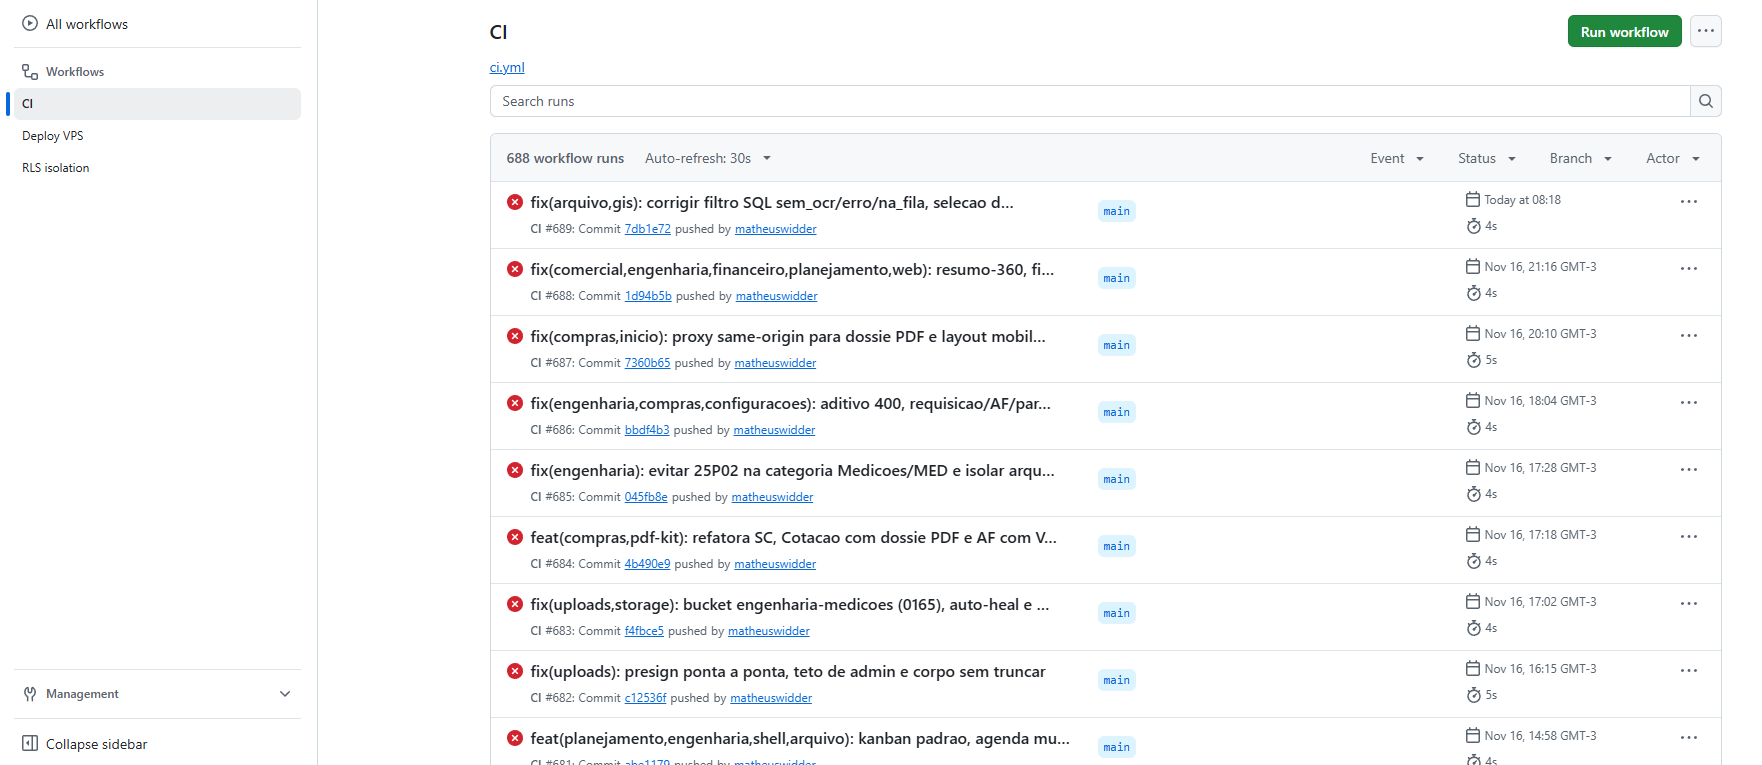 All workflows
Workflows
CI
Deploy VPS
RLS isolation
Management
Collapse sidebar
CI
Run workflow
ci.yml
Search runs
688 workflow runs
Auto-refresh: 30s
Event
Status
Branch
Actor
fix(arquivo,gis): corrigir filtro SQL sem_ocr/erro/na_fila, selecao d...
CI #689: Commit 7db1e72 pushed by matheuswidder
main
Today at 08:18
4s
fix(comercial,engenharia,financeiro,planejamento,web): resumo-360, fi...
CI #688: Commit 1d94b5b pushed by matheuswidder
main
Nov 16, 21:16 GMT-3
4s
fix(compras,inicio): proxy same-origin para dossie PDF e layout mobil...
CI #687: Commit 7360b65 pushed by matheuswidder
main
Nov 16, 20:10 GMT-3
5s
fix(engenharia,compras,configuracoes): aditivo 400, requisicao/AF/par...
CI #686: Commit bbdf4b3 pushed by matheuswidder
main
Nov 16, 18:04 GMT-3
4s
fix(engenharia): evitar 25P02 na categoria Medicoes/MED e isolar arqu...
CI #685: Commit 045fb8e pushed by matheuswidder
main
Nov 16, 17:28 GMT-3
4s
feat(compras,pdf-kit): refatora SC, Cotacao com dossie PDF e AF com V...
CI #684: Commit 4b490e9 pushed by matheuswidder
main
Nov 16, 17:18 GMT-3
4s
fix(uploads,storage): bucket engenharia-medicoes (0165), auto-heal e ...
CI #683: Commit f4fbce5 pushed by matheuswidder
main
Nov 16, 17:02 GMT-3
4s
fix(uploads): presign ponta a ponta, teto de admin e corpo sem truncar
CI #682: Commit c12536f pushed by matheuswidder
main
Nov 16, 16:15 GMT-3
5s
feat(planejamento,engenharia,shell,arquivo): kanban padrao, agenda mu...
CI #681: Commit abe1179 pushed by matheuswidder
main
Nov 16, 14:58 GMT-3
4s